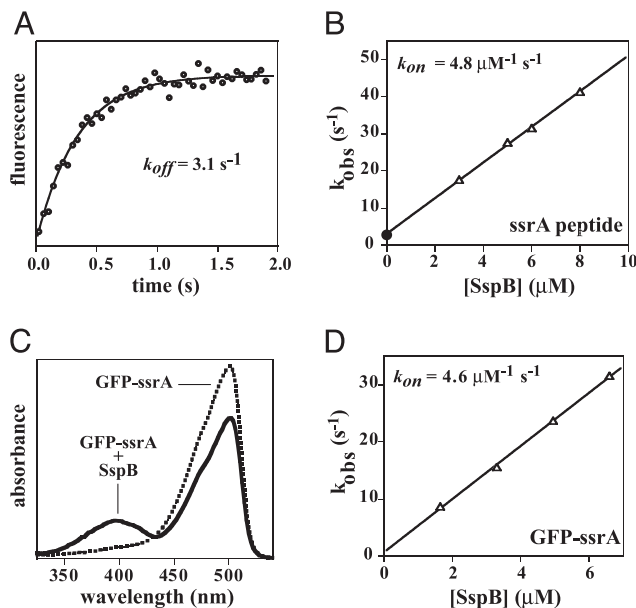 A
fluorescence
k_off = 3.1 s⁻¹
0.0 0.5 1.0 1.5 2.0
time (s)
B
k_obs (s⁻¹)
50
40
30
20
10
0
k_on = 4.8 μM⁻¹ s⁻¹
ssrA peptide
0 2 4 6 8 10
[SspB] (μM)
C
absorbance
GFP-ssrA
GFP-ssrA
+
SspB
350 400 450 500
wavelength (nm)
D
k_obs (s⁻¹)
30
20
10
0
k_on = 4.6 μM⁻¹ s⁻¹
GFP-ssrA
0 2 4 6
[SspB] (μM)